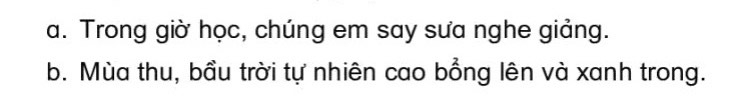 a. Trong giờ học, chúng em say sưa nghe giảng.
b. Mùa thu, bầu trời tự nhiên cao bổng lên và xanh trong.